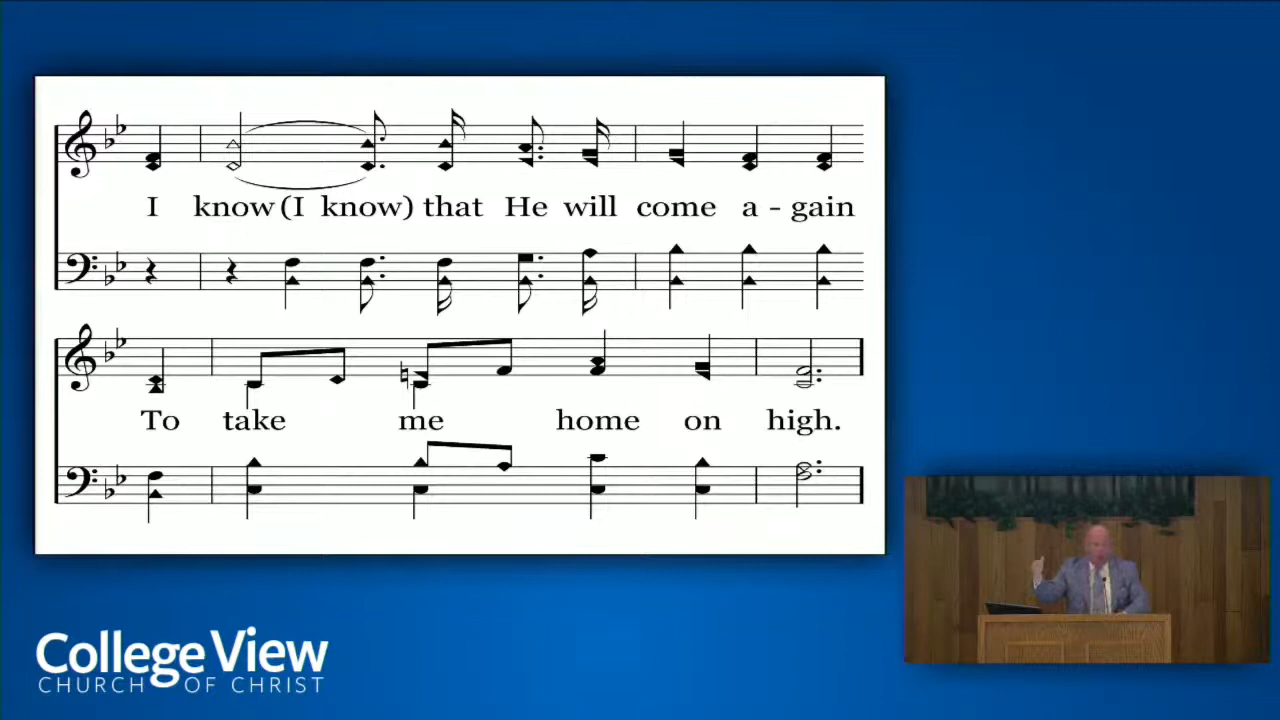 I know (I know) that He will come a - gain
To take me home on high.
College View
CHURCH OF CHRIST